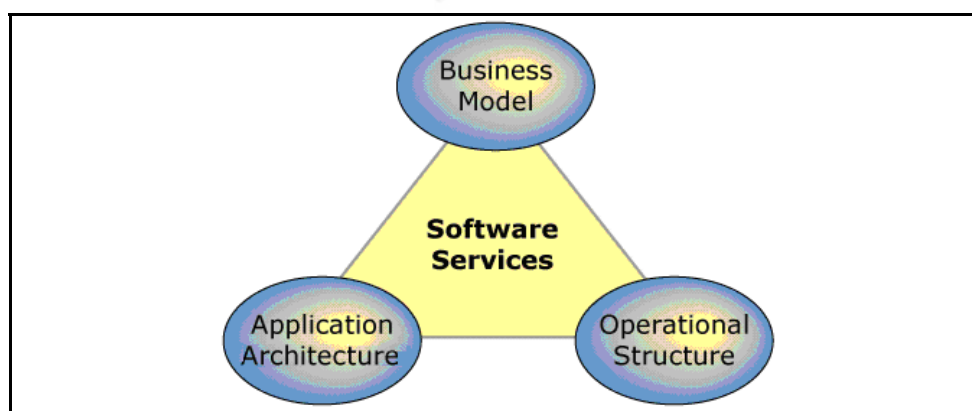 Business
Model
Software
Services
Application
Architecture
Operational
Structure